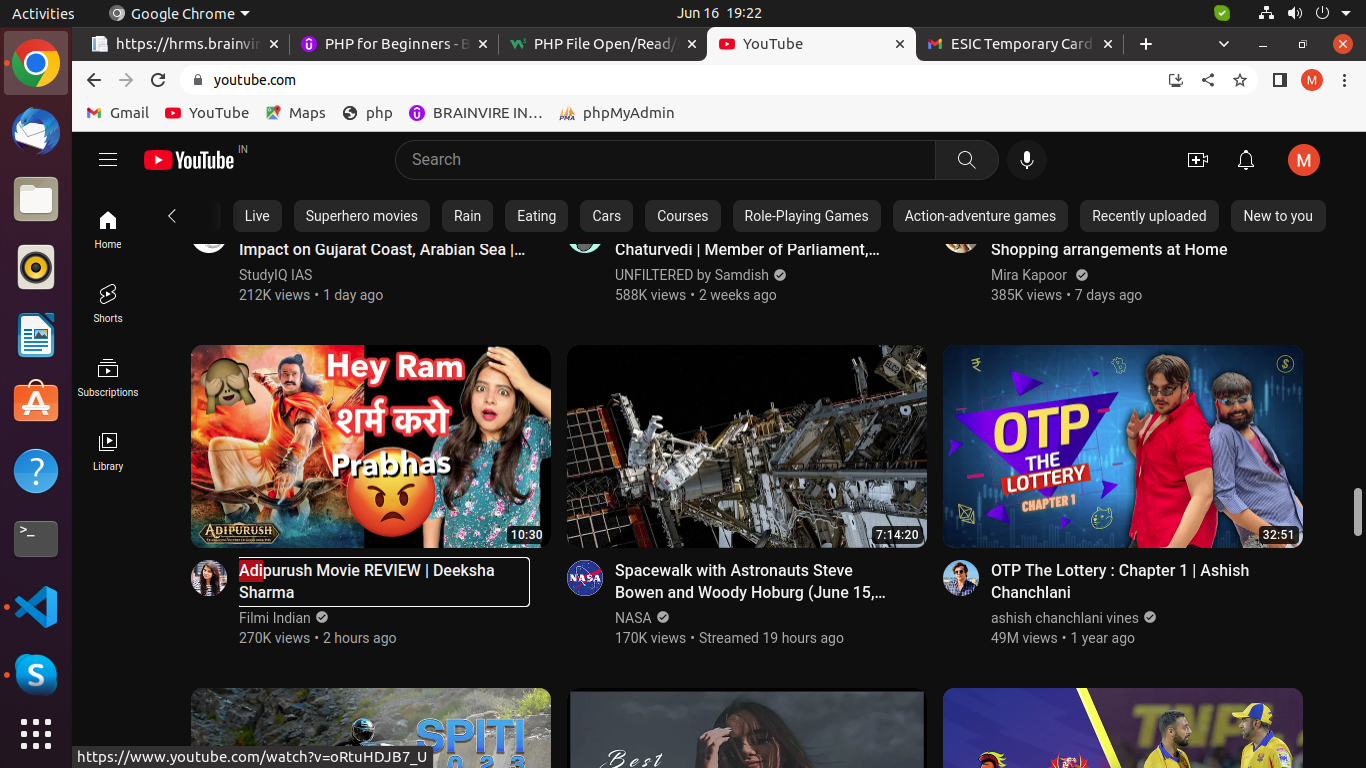 Activities
Google Chrome
Jun 16 19:22
https://hrms.brainvir
PHP for Beginners - B
PHP File Open/Read/
YouTube
ESIC Temporary Card
youtube.com
M
Gmail
YouTube
Maps
php
BRAINVIRE IN…
phpMyAdmin
YouTube IN
Search
M
Home
Shorts
Subscriptions
Library
Live
Superhero movies
Rain
Eating
Cars
Courses
Role-Playing Games
Action-adventure games
Recently uploaded
New to you
Impact on Gujarat Coast, Arabian Sea |…
StudyIQ IAS
212K views • 1 day ago
Chaturvedi | Member of Parliament,…
UNFILTERED by Samdish
588K views • 2 weeks ago
Shopping arrangements at Home
Mira Kapoor
385K views • 7 days ago
Hey Ram
शर्म करो
Prabhas
ADIPURUSH
10:30
7:14:20
OTP
THE
LOTTERY
CHAPTER 1
32:51
Adipurush Movie REVIEW | Deeksha
Sharma
Filmi Indian
270K views • 2 hours ago
NASA
Spacewalk with Astronauts Steve
Bowen and Woody Hoburg (June 15,…
NASA
170K views • Streamed 19 hours ago
OTP The Lottery : Chapter 1 | Ashish
Chanchlani
ashish chanchlani vines
49M views • 1 year ago
SPITI
2023
Best
https://www.youtube.com/watch?v=oRtuHDJB7_U